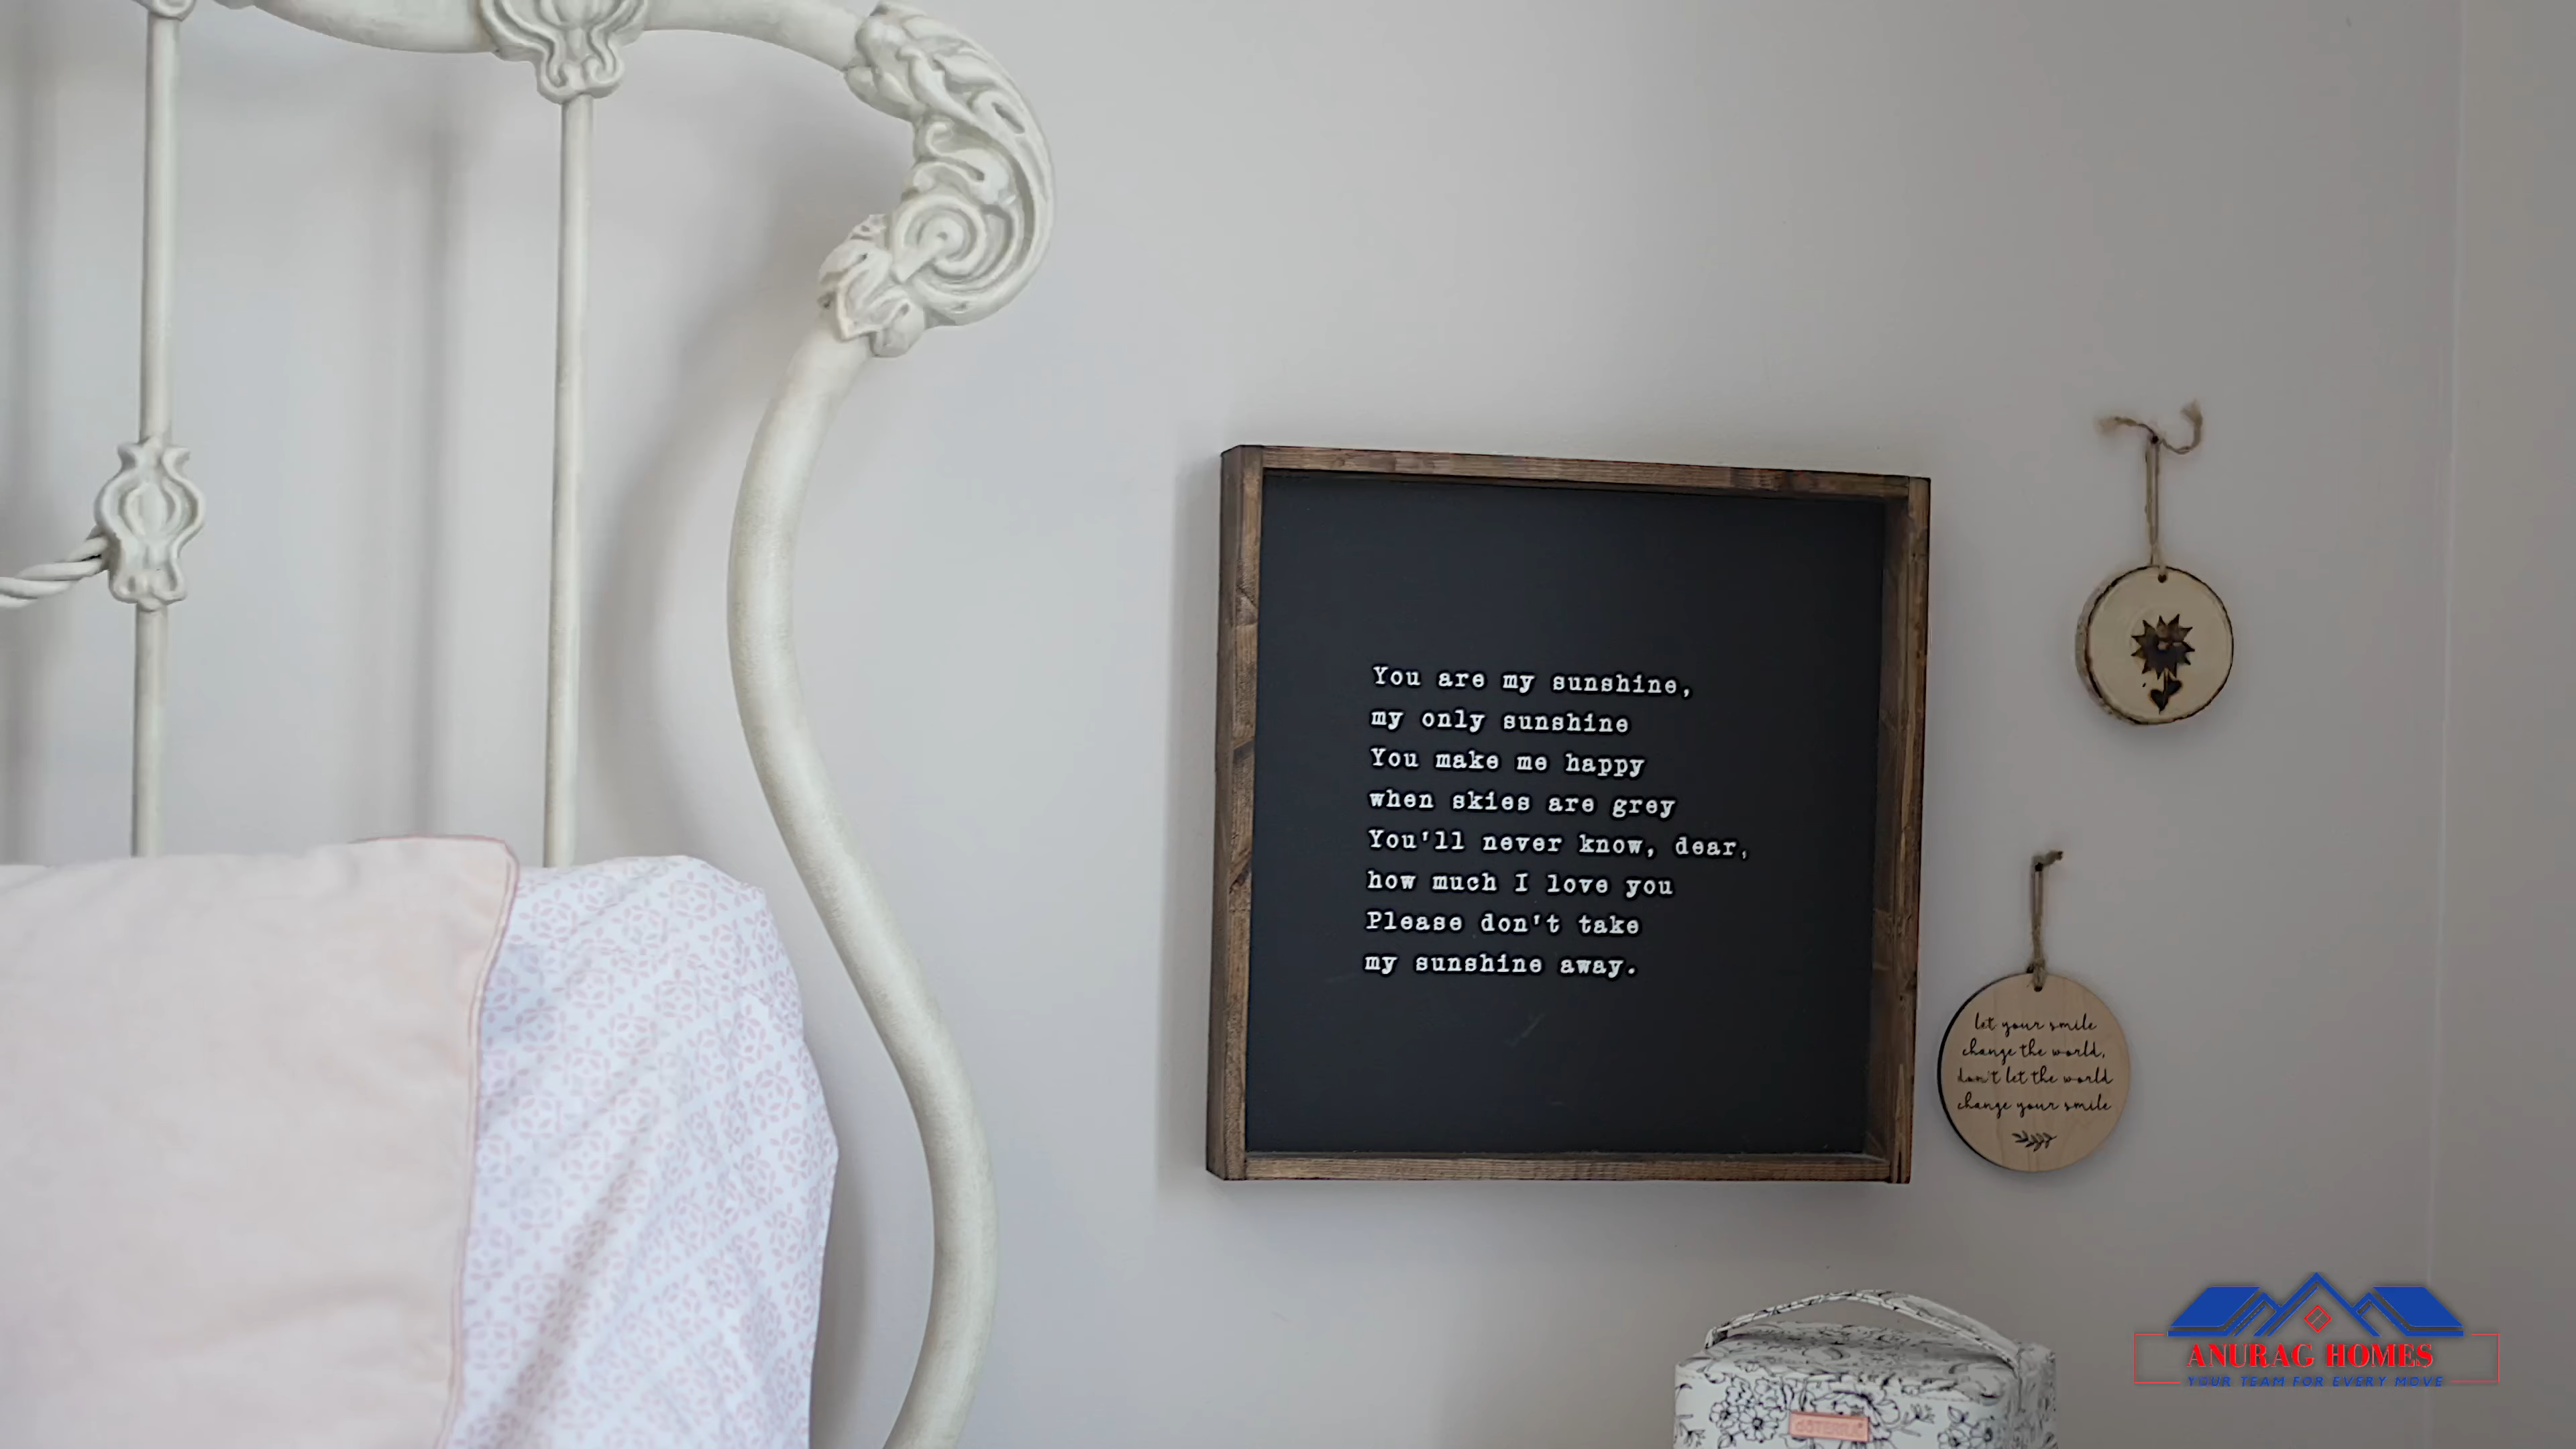 You are my sunshine,
my only sunshine
You make me happy
when skies are grey
You'll never know, dear,
how much I love you
Please don't take
my sunshine away.
let your smile
change the world,
don't let the world
change your smile
dōTERRA
ANURAG HOMES
YOUR TEAM FOR EVERY MOVE